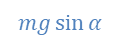 mg sin α